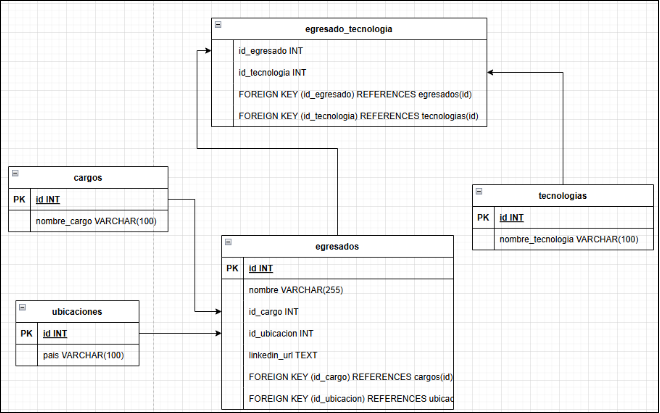 egresado_tecnologia
id_egresado INT
id_tecnologia INT
FOREIGN KEY (id_egresado) REFERENCES egresados(id)
FOREIGN KEY (id_tecnologia) REFERENCES tecnologias(id)
cargos
PK id INT
nombre_cargo VARCHAR(100)
tecnologias
PK id INT
nombre_tecnologia VARCHAR(100)
egresados
PK id INT
nombre VARCHAR(255)
id_cargo INT
id_ubicacion INT
linkedin_url TEXT
FOREIGN KEY (id_cargo) REFERENCES cargos(id)
FOREIGN KEY (id_ubicacion) REFERENCES ubicac
ubicaciones
PK id INT
pais VARCHAR(100)